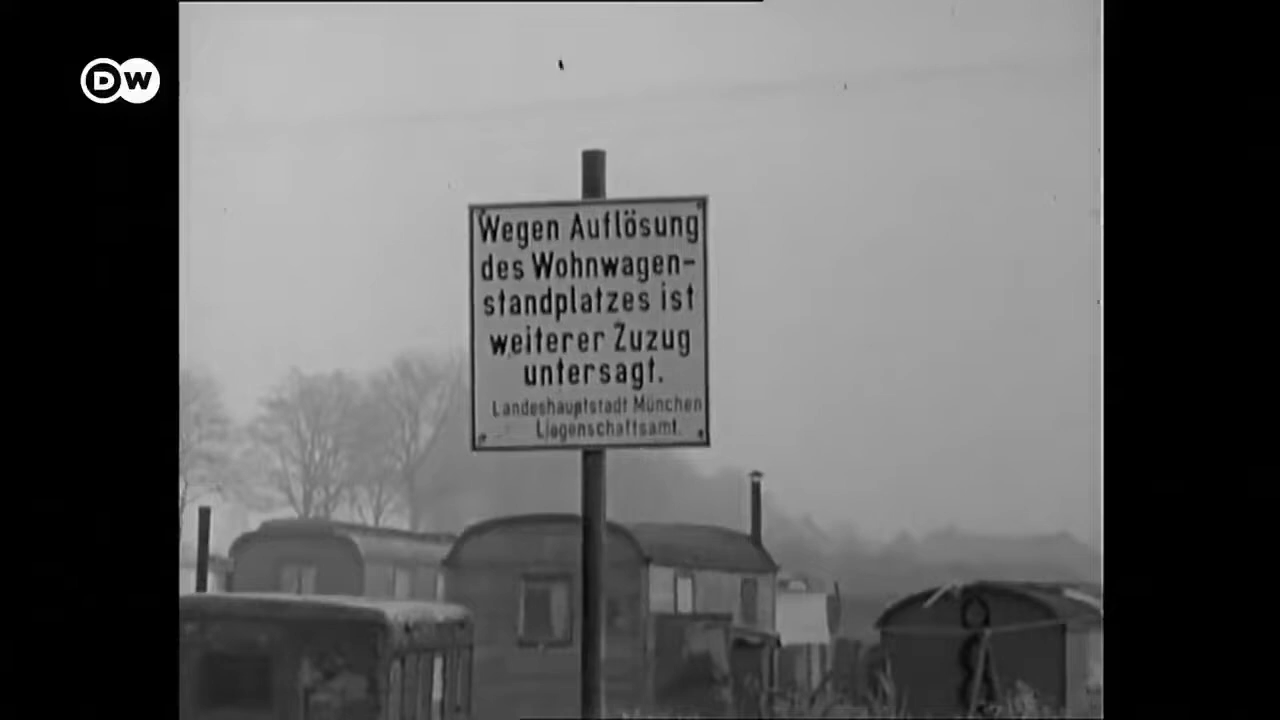 DW
Wegen Auflösung
des Wohnwagen-
standplatzes ist
weiterer Zuzug
untersagt.
Landeshauptstadt München
Liegenschaftsamt.